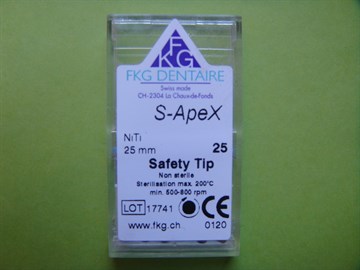 FKG
FKG DENTAIRE
Swiss made
CH-2304 La Chaux-de-Fonds
S-ApeX
NiTi
25 mm 25
Safety Tip
Non sterile
Sterilisation max. 200°C
min. 500-800 rpm
LOT 17741 CE
www.fkg.ch 0120